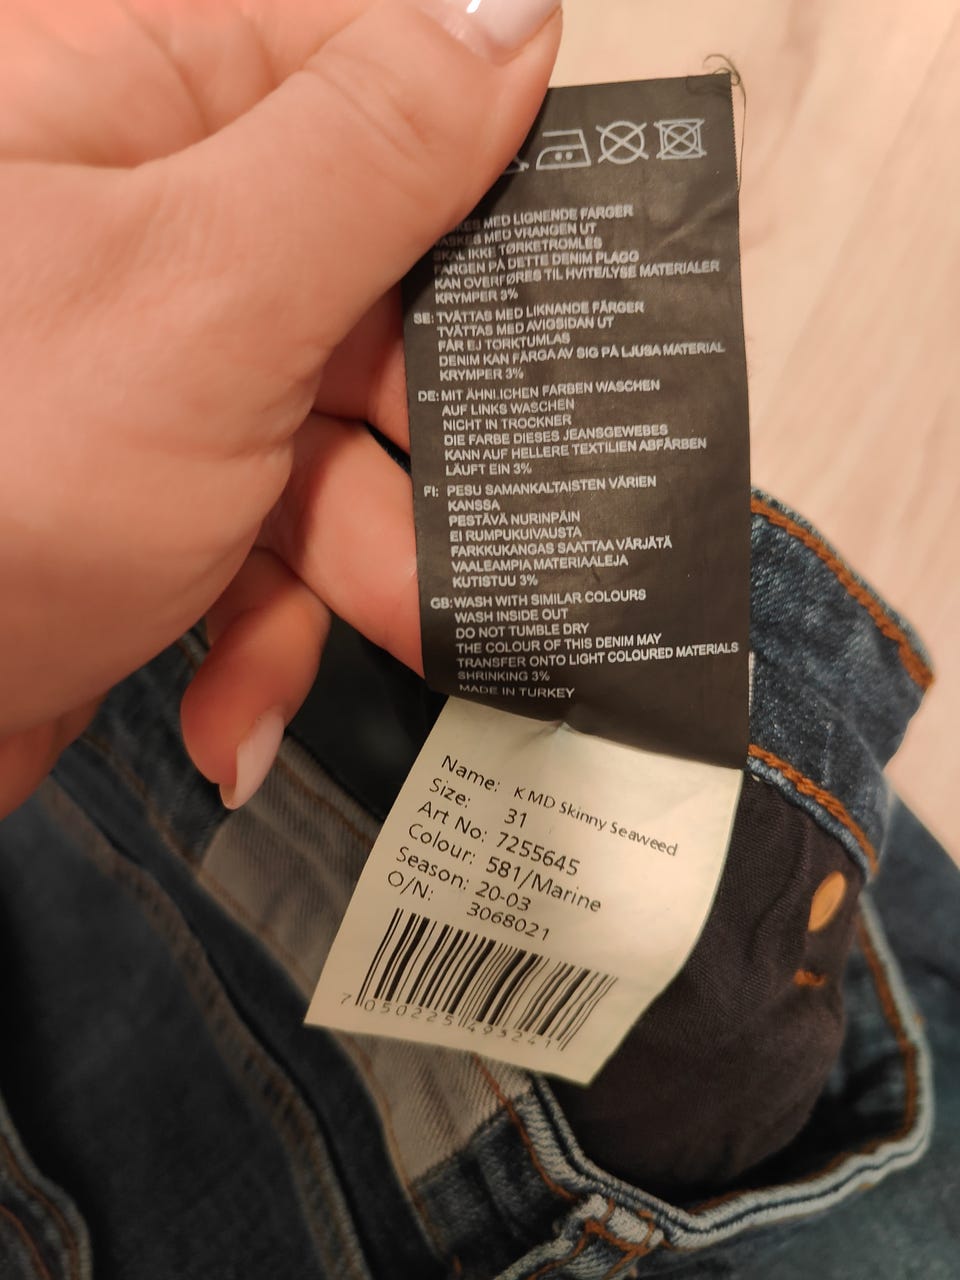 MED LIGNENDE FARGER
MED VRANGEN UT
SKAL IKKE TØRKETROMLES
FARGEN PÅ DETTE DENIM PLAGG
KAN OVERFØRES TIL HVITE/LYSE MATERIALER
KRYMPER 3%
SE: TVÄTTAS MED LIKNANDE FÄRGER
TVÄTTAS MED AVIGSIDAN UT
FÅR EJ TORKTUMLAS
DENIM KAN FÄRGA AV SIG PÅ LJUSA MATERIAL
KRYMPER 3%
DE: MIT ÄHNLICHEN FARBEN WASCHEN
AUF LINKS WASCHEN
NICHT IN TROCKNER
DIE FARBE DIESES JEANSGEWEBES
KANN AUF HELLERE TEXTILIEN ABFÄRBEN
LÄUFT EIN 3%
FI: PESU SAMANKALTAISTEN VÄRIEN
KANSSA
PESTÄVÄ NURINPÄIN
EI RUMPUKUIVAUSTA
FARKKUKANGAS SAATTAA VÄRJÄTÄ
VAALEAMPIA MATERIAALEJA
KUTISTUU 3%
GB: WASH WITH SIMILAR COLOURS
WASH INSIDE OUT
DO NOT TUMBLE DRY
THE COLOUR OF THIS DENIM MAY
TRANSFER ONTO LIGHT COLOURED MATERIALS
SHRINKING 3%
MADE IN TURKEY
Name: K MD Skinny Seaweed
Size: 31
Art No: 7255645
Colour: 581/Marine
Season: 20-03
O/N: 3068021
7 050225 493241